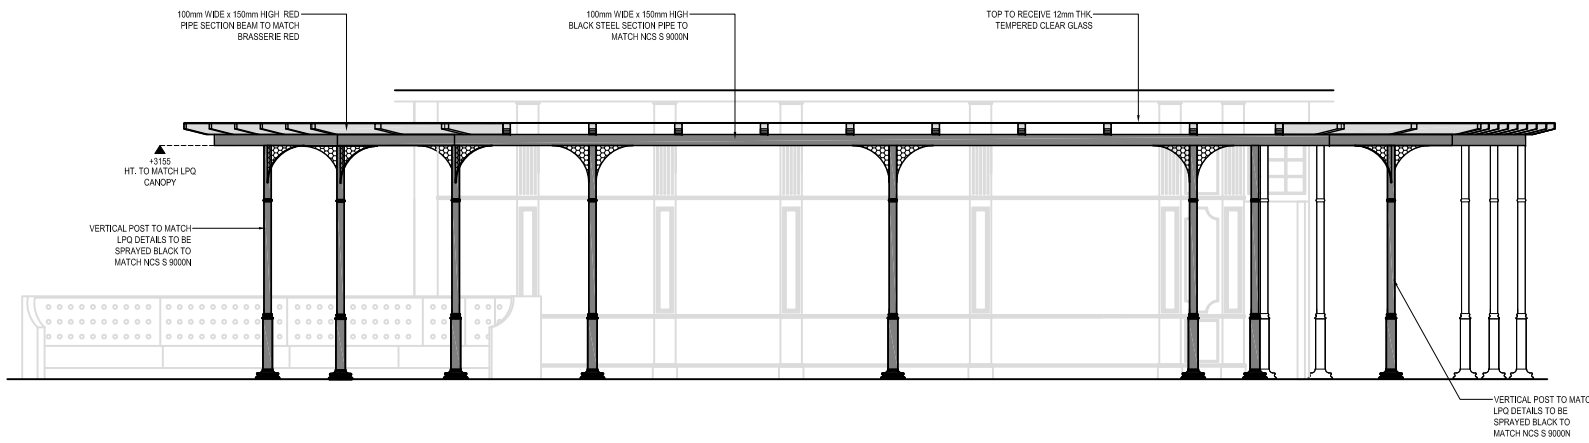 100mm WIDE x 150mm HIGH RED
PIPE SECTION BEAM TO MATCH
BRASSERIE RED
100mm WIDE x 150mm HIGH
BLACK STEEL SECTION PIPE TO
MATCH NCS S 9000N
TOP TO RECEIVE 12mm THK.
TEMPERED CLEAR GLASS
+3155
HT. TO MATCH LPQ
CANOPY
VERTICAL POST TO MATCH
LPQ DETAILS TO BE
SPRAYED BLACK TO
MATCH NCS S 9000N
VERTICAL POST TO MATC
LPQ DETAILS TO BE
SPRAYED BLACK TO
MATCH NCS S 9000N